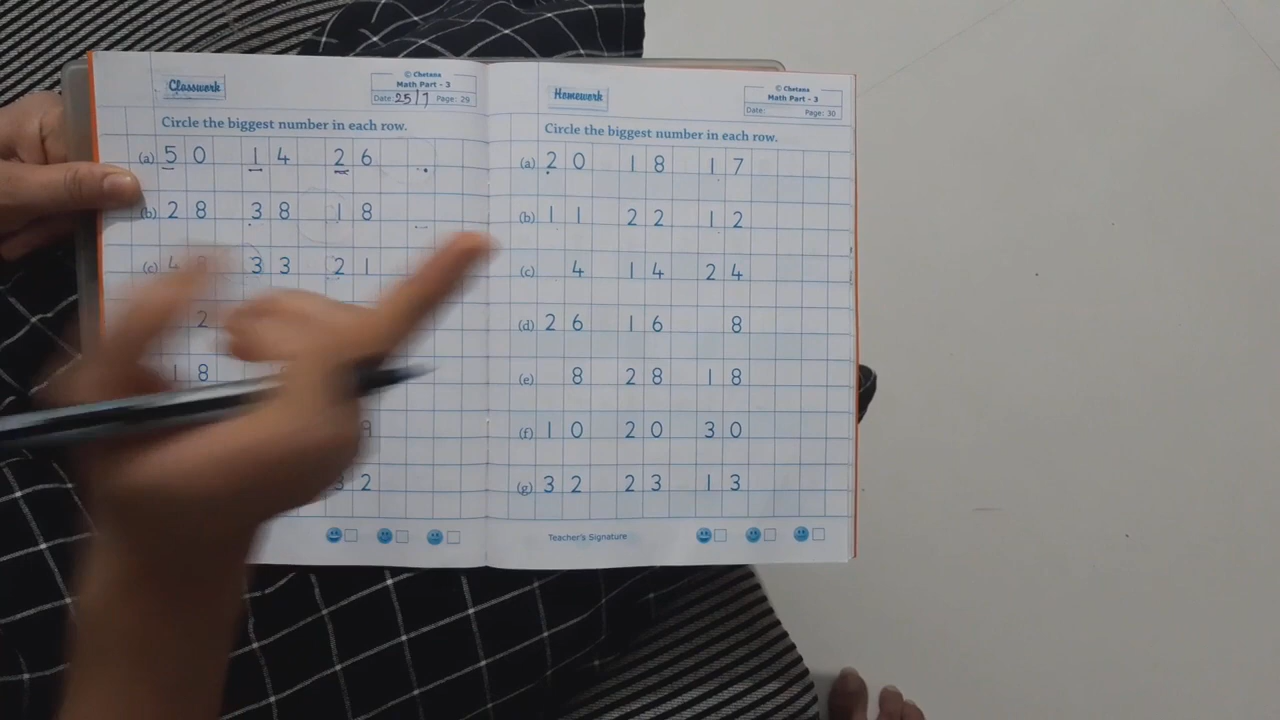 Classwork
© Chetana
Math Part - 3
Date: 25/7 Page: 29
Circle the biggest number in each row.
(a) 50 14 26
(b) 28 38 18
(c) 33 21
2
18
32
Homework
© Chetana
Math Part - 3
Date: Page: 30
Circle the biggest number in each row.
(a) 20 18 17
(b) 11 22 12
(c) 4 14 24
(d) 26 16 8
(e) 8 28 18
(f) 10 20 30
(g) 32 23 13
Teacher's Signature